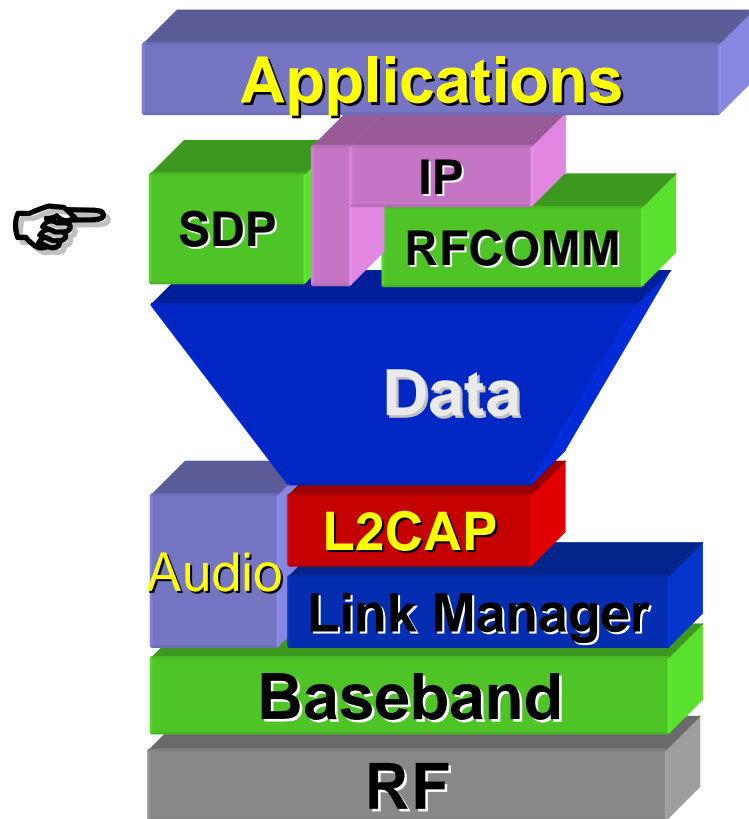 Applications
IP
SDP
RFCOMM
Data
L2CAP
Audio
Link Manager
Baseband
RF